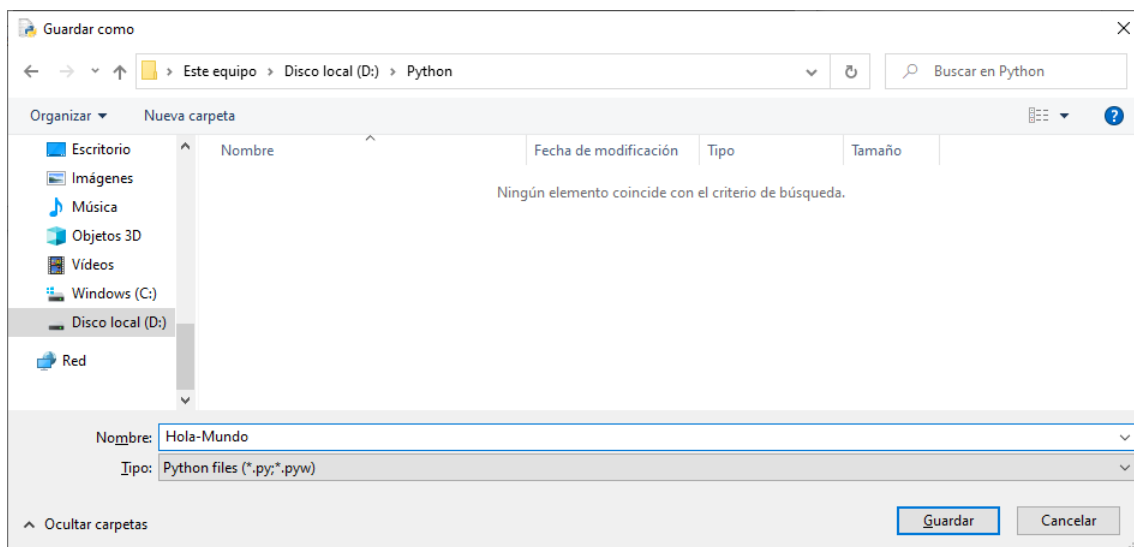 Guardar como
Este equipo > Disco local (D:) > Python
Buscar en Python
Organizar
Nueva carpeta
Escritorio
Imágenes
Música
Objetos 3D
Vídeos
Windows (C:)
Disco local (D:)
Red
Nombre Fecha de modificación Tipo Tamaño
Ningún elemento coincide con el criterio de búsqueda.
Nombre: Hola-Mundo
Tipo: Python files (*.py;*.pyw)
Ocultar carpetas
Guardar
Cancelar